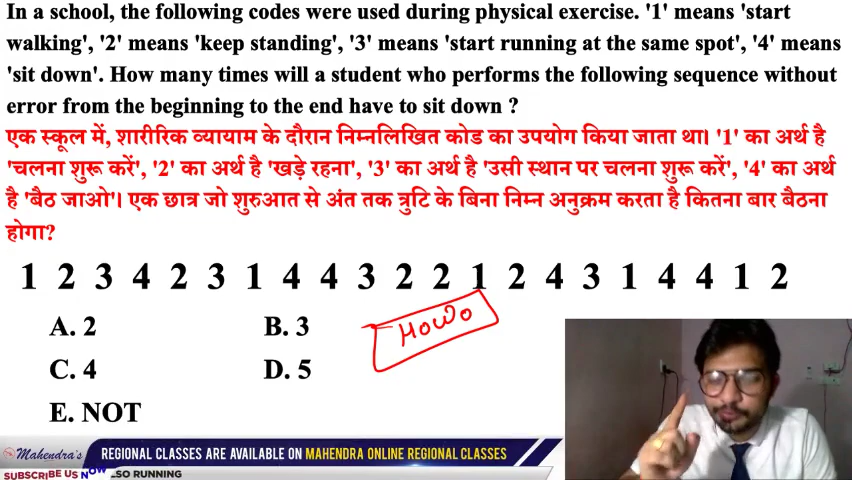 In a school, the following codes were used during physical exercise. '1' means 'start
walking', '2' means 'keep standing', '3' means 'start running at the same spot', '4' means
'sit down'. How many times will a student who performs the following sequence without
error from the beginning to the end have to sit down ?
एक स्कूल में, शारीरिक व्यायाम के दौरान निम्नलिखित कोड का उपयोग किया जाता था। '1' का अर्थ है
'चलना शुरू करें', '2' का अर्थ है 'खड़े रहना', '3' का अर्थ है 'उसी स्थान पर चलना शुरू करें', '4' का अर्थ
है 'बैठ जाओ'। एक छात्र जो शुरुआत से अंत तक त्रुटि के बिना निम्न अनुक्रम करता है कितना बार बैठना
होगा?
1 2 3 4 2 3 1 4 4 3 2 2 1 2 4 3 1 4 4 1 2
A. 2 B. 3
HOWO
C. 4 D. 5
E. NOT
Mahendra's REGIONAL CLASSES ARE AVAILABLE ON MAHENDRA ONLINE REGIONAL CLASSES
SUBSCRIBE US NOW LSO RUNNING